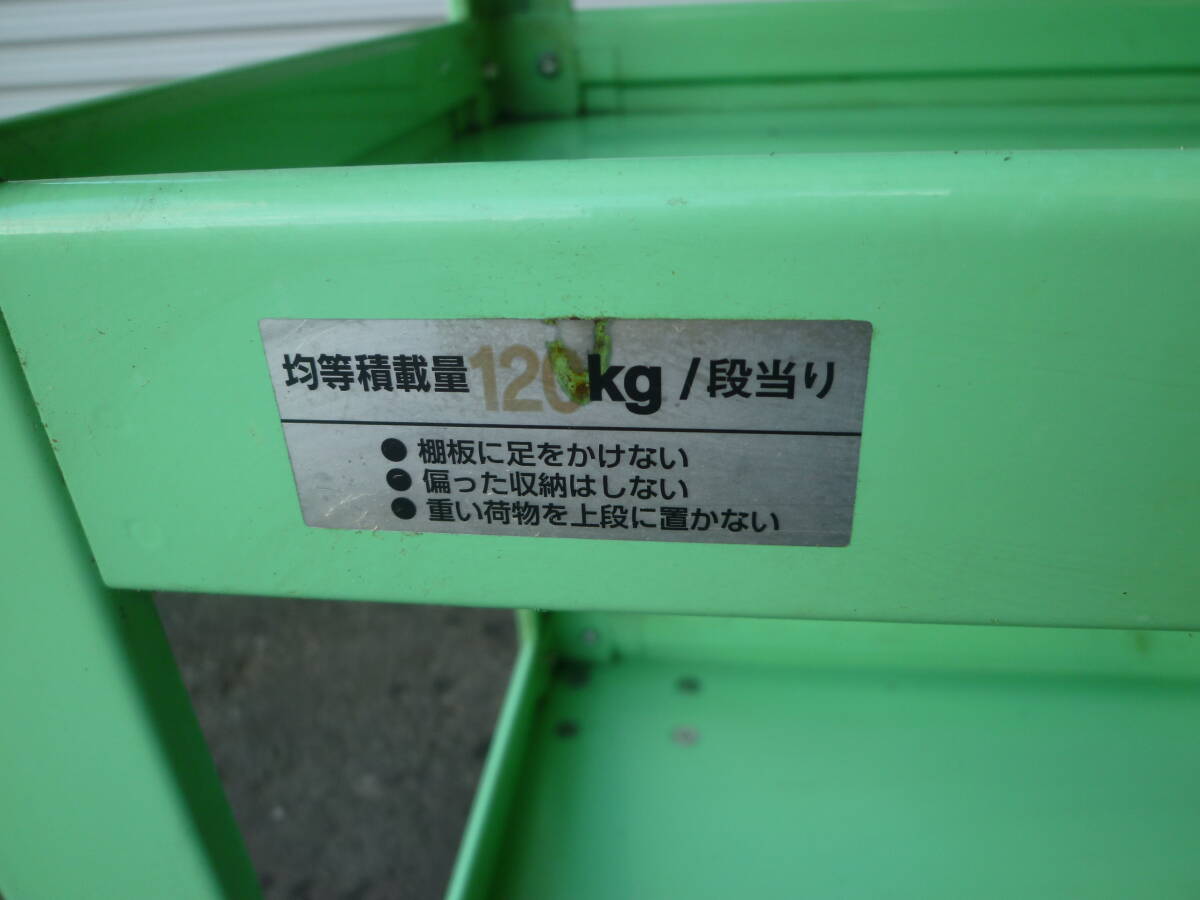 均等積載量120kg/段当り
●棚板に足をかけない
●偏った収納はしない
●重い荷物を上段に置かない